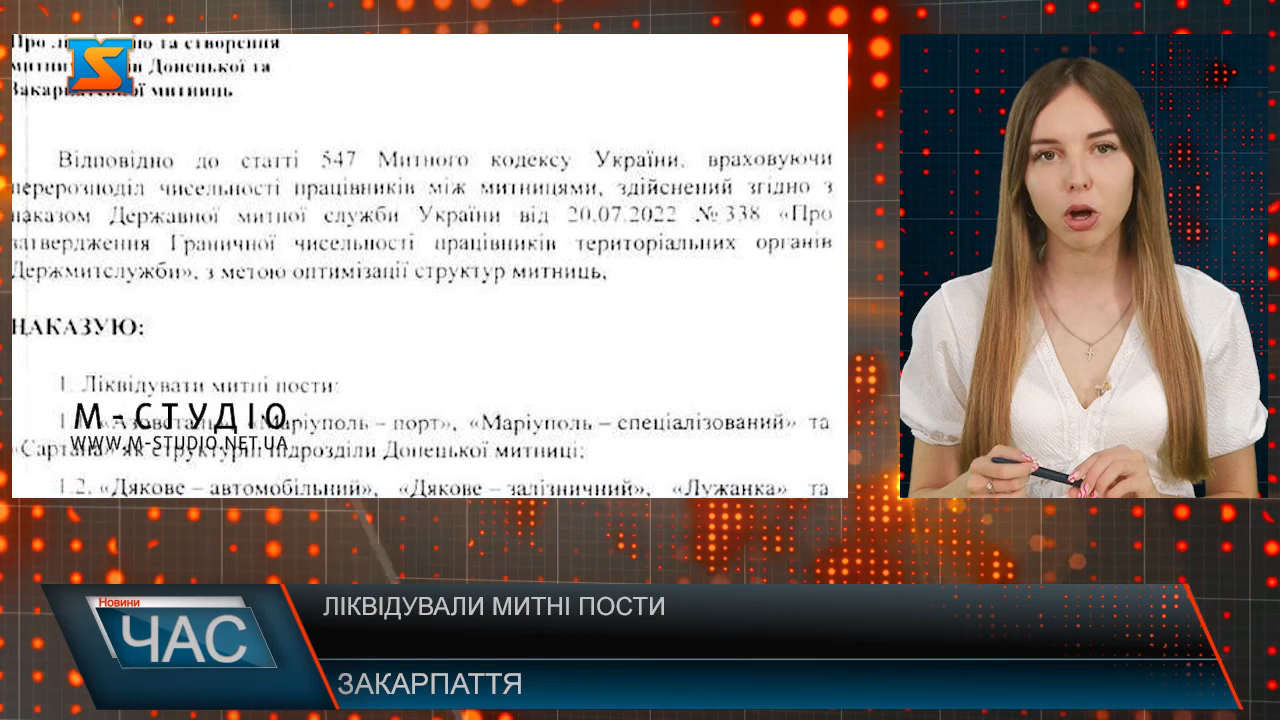 Про та створення
митних Донецької та
Закарпатської митниць
Відповідно до статті 547 Митного кодексу України, враховуючи
перерозподіл чисельності працівників між митницями, здійснений згідно з
наказом Державної митної служби України від 20.07.2022 №338 «Про
затвердження Граничної чисельності працівників територіальних органів
Держмитслужби», з метою оптимізації структур митниць,
НАКАЗУЮ:
1. Ліквідувати митні пости:
«Маріуполь – порт», «Маріуполь – спеціалізований» та
«Сартана» як структурні підрозділи Донецької митниці;
1.2. «Дякове – автомобільний», «Дякове – залізничний», «Лужанка» та
М-СТУДІО
WWW.M-STUDIO.NET.UA
Новини
ЧАС
ЛІКВІДУВАЛИ МИТНІ ПОСТИ
ЗАКАРПАТТЯ